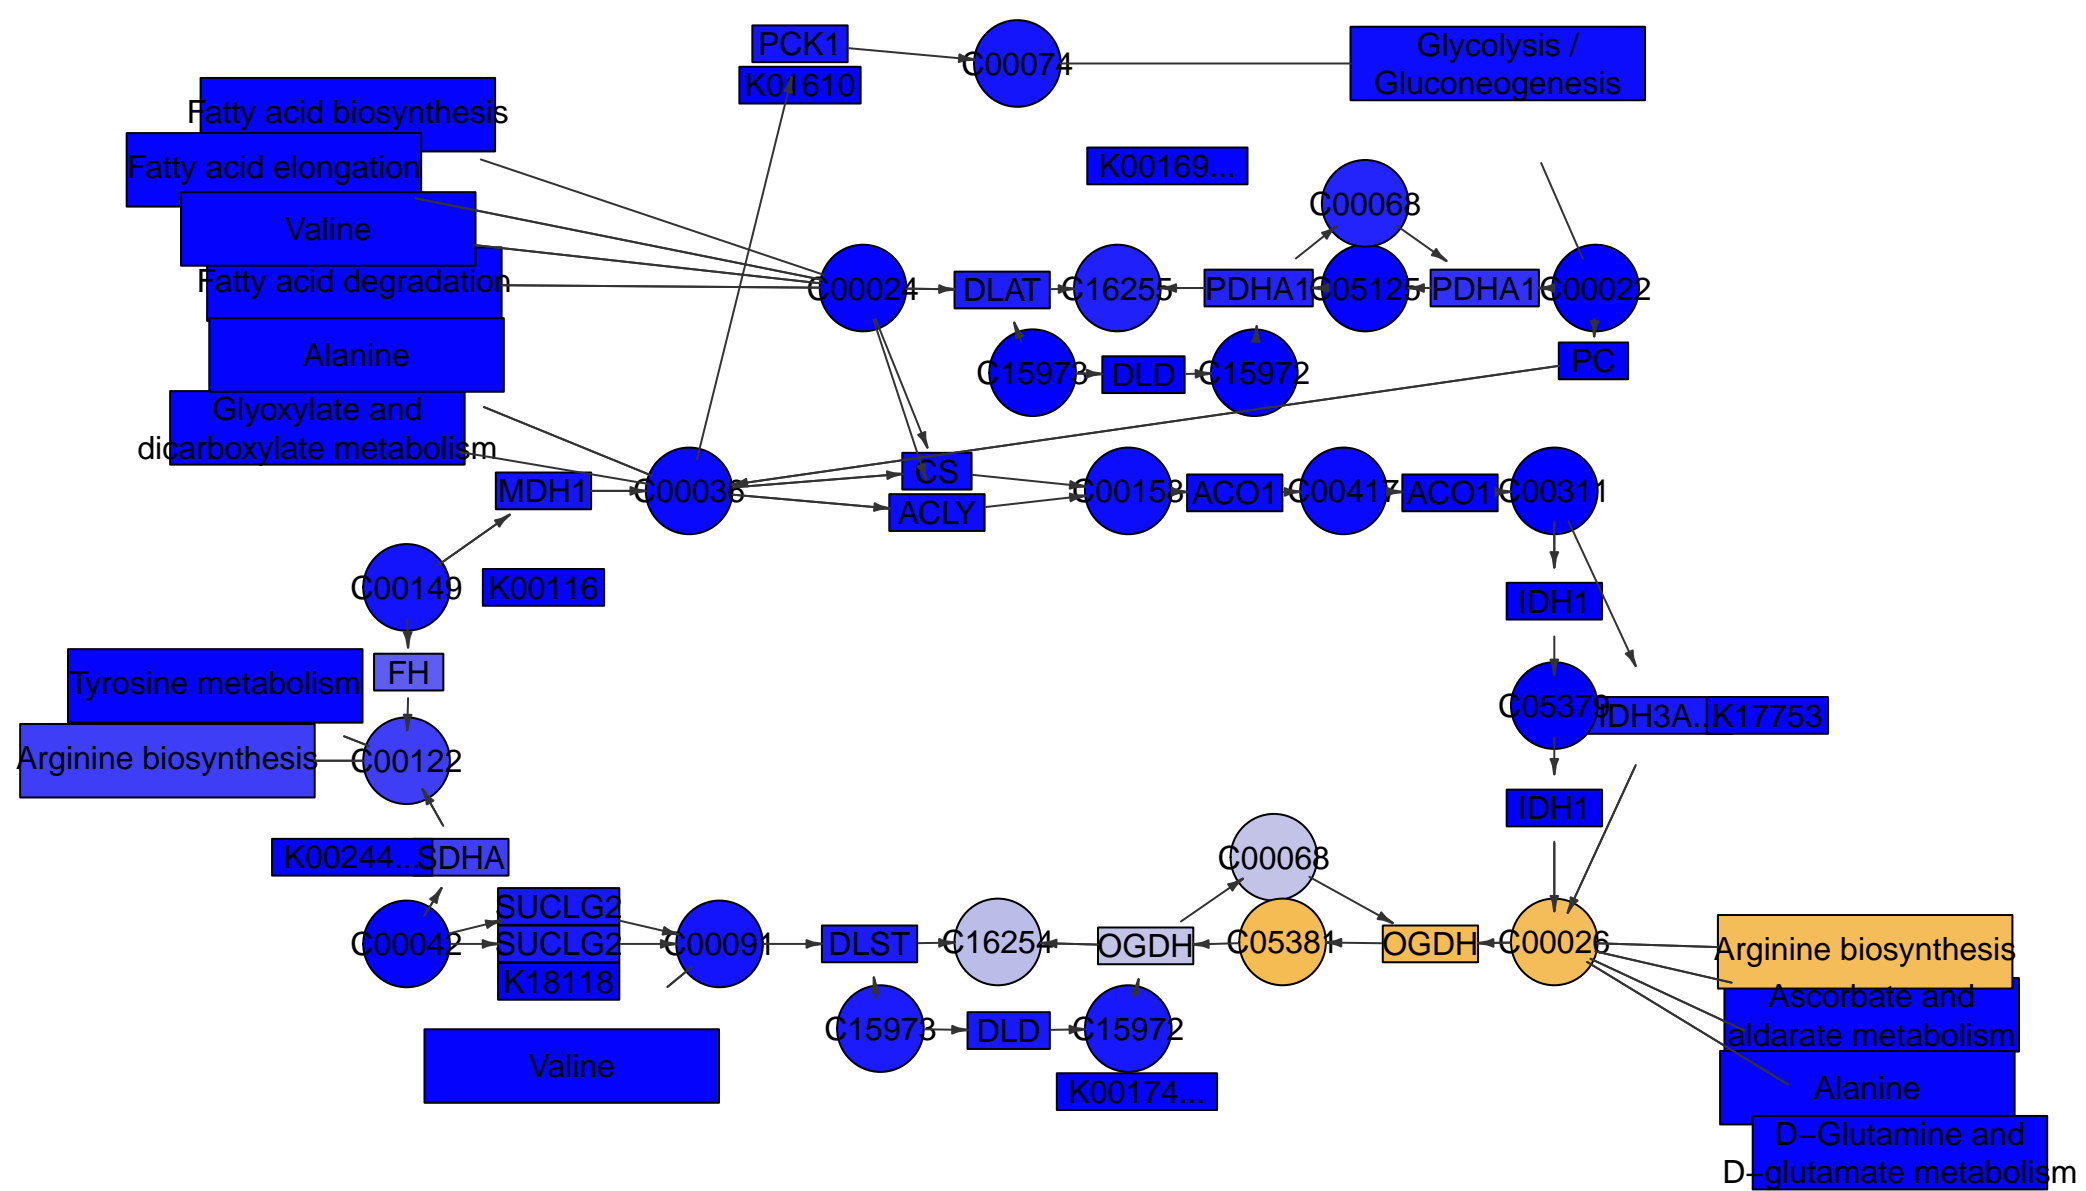 PCK1
C00074
Glycolysis /
Gluconeogenesis
K01610
Fatty acid biosynthesis
Fatty acid elongation
K00169...
C00068
Valine
Fatty acid degradation
C00024
DLAT
C16255
PDHA1
C05125
PDHA1
C00022
Alanine
C15973
DLD
C15972
PC
Glyoxylate and
dicarboxylate metabolism
MDH1
C00036
CS
ACLY
C00158
ACO1
C00417
ACO1
C00311
C00149
K00116
IDH1
FH
Tyrosine metabolism
C05379
IDH3A...
K17753
Arginine biosynthesis
C00122
IDH1
K00244...
SDHA
C00068
SUCLG2
C00042
SUCLG2
C00091
DLST
C16254
OGDH
C05381
OGDH
C00026
Arginine biosynthesis
K18118
Ascorbate and
aldarate metabolism
C15973
DLD
C15972
Valine
K00174...
Alanine
D−Glutamine and
D−glutamate metabolism